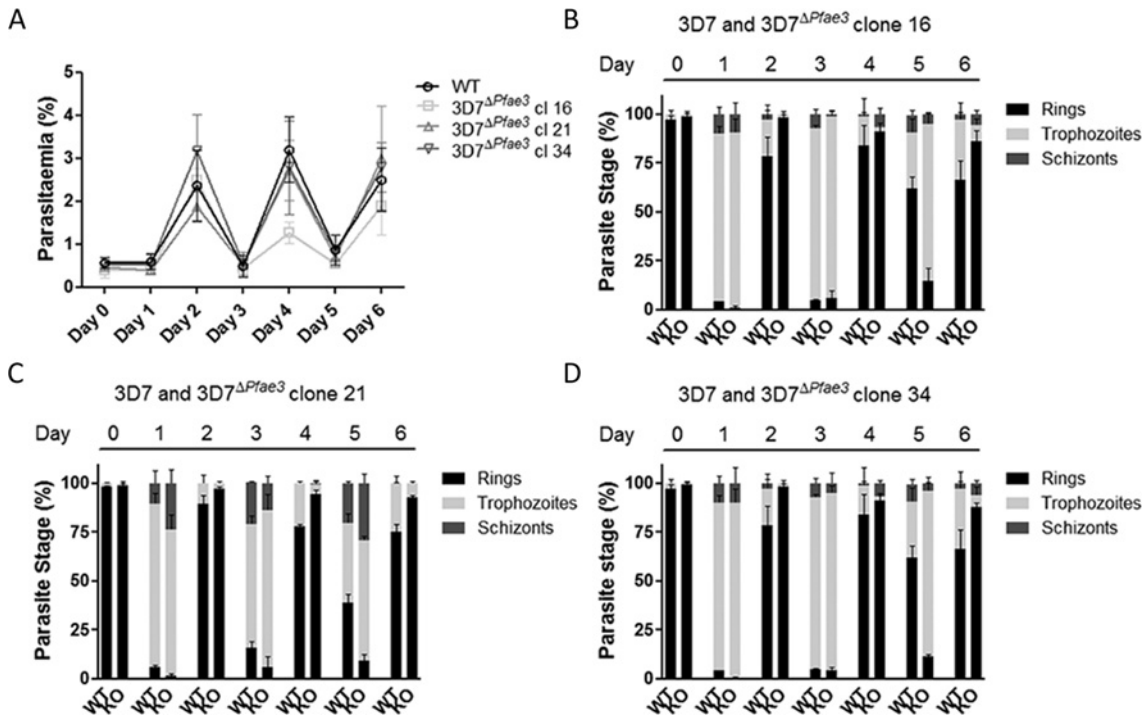 A
Parasitaemia (%)
5
4
3
2
1
0
Day 0 Day 1 Day 2 Day 3 Day 4 Day 5 Day 6
WT
3D7ΔPfae3 cl 16
3D7ΔPfae3 cl 21
3D7ΔPfae3 cl 34
B
3D7 and 3D7ΔPfae3 clone 16
Day 0 1 2 3 4 5 6
Parasite Stage (%)
100
75
50
25
0
WT KO WT KO WT KO WT KO WT KO WT KO WT KO
Rings
Trophozoites
Schizonts
C
3D7 and 3D7ΔPfae3 clone 21
Day 0 1 2 3 4 5 6
Parasite Stage (%)
100
75
50
25
0
WT KO WT KO WT KO WT KO WT KO WT KO WT KO
Rings
Trophozoites
Schizonts
D
3D7 and 3D7ΔPfae3 clone 34
Day 0 1 2 3 4 5 6
Parasite stage (%)
100
75
50
25
0
WT KO WT KO WT KO WT KO WT KO WT KO WT KO
Rings
Trophozoites
Schizonts